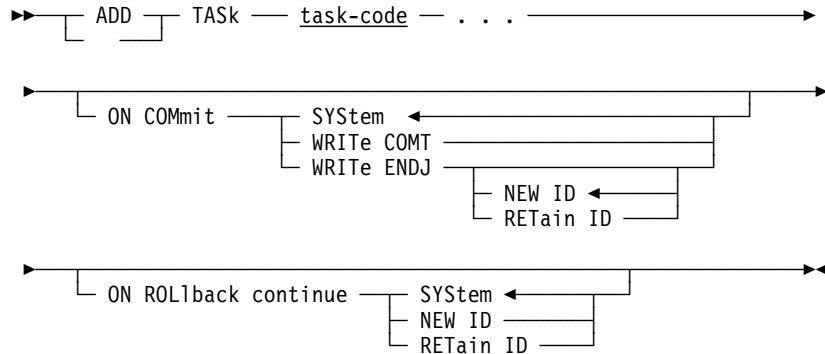 ADD TASk task-code . . .
ON COMmit SYStem
WRITe COMT
WRITe ENDJ
NEW ID
RETain ID
ON ROLlback continue SYStem
NEW ID
RETain ID